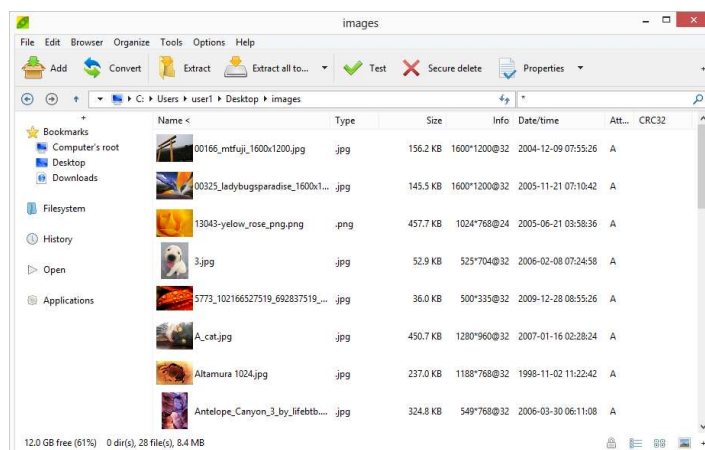 images
File Edit Browser Organize Tools Options Help
Add Convert Extract Extract all to... Test Secure delete Properties
C: Users user1 Desktop images *
Bookmarks
Computer's root
Desktop
Downloads
Filesystem
History
Open
Applications
Name < Type Size Info Date/time Att... CRC32
00166_mtfuji_1600x1200.jpg .jpg 156.2 KB 1600*1200@32 2004-12-09 07:55:26 A
00325_ladybugsparadise_1600x1... .jpg 145.5 KB 1600*1200@32 2005-11-21 07:10:42 A
13043-yelow_rose_png.png .png 457.7 KB 1024*768@24 2005-06-21 03:58:36 A
3.jpg .jpg 52.9 KB 525*704@32 2006-02-08 07:24:58 A
5773_102166527519_692837519_... .jpg 36.0 KB 500*335@32 2009-12-28 08:55:26 A
A_cat.jpg .jpg 450.7 KB 1280*960@32 2007-01-16 02:28:24 A
Altamura 1024.jpg .jpg 237.0 KB 1188*768@32 1998-11-02 11:22:42 A
Antelope_Canyon_3_by_lifebtb.... .jpg 324.8 KB 549*768@32 2006-03-30 06:11:08 A
12.0 GB free (61%) 0 dir(s), 28 file(s), 8.4 MB